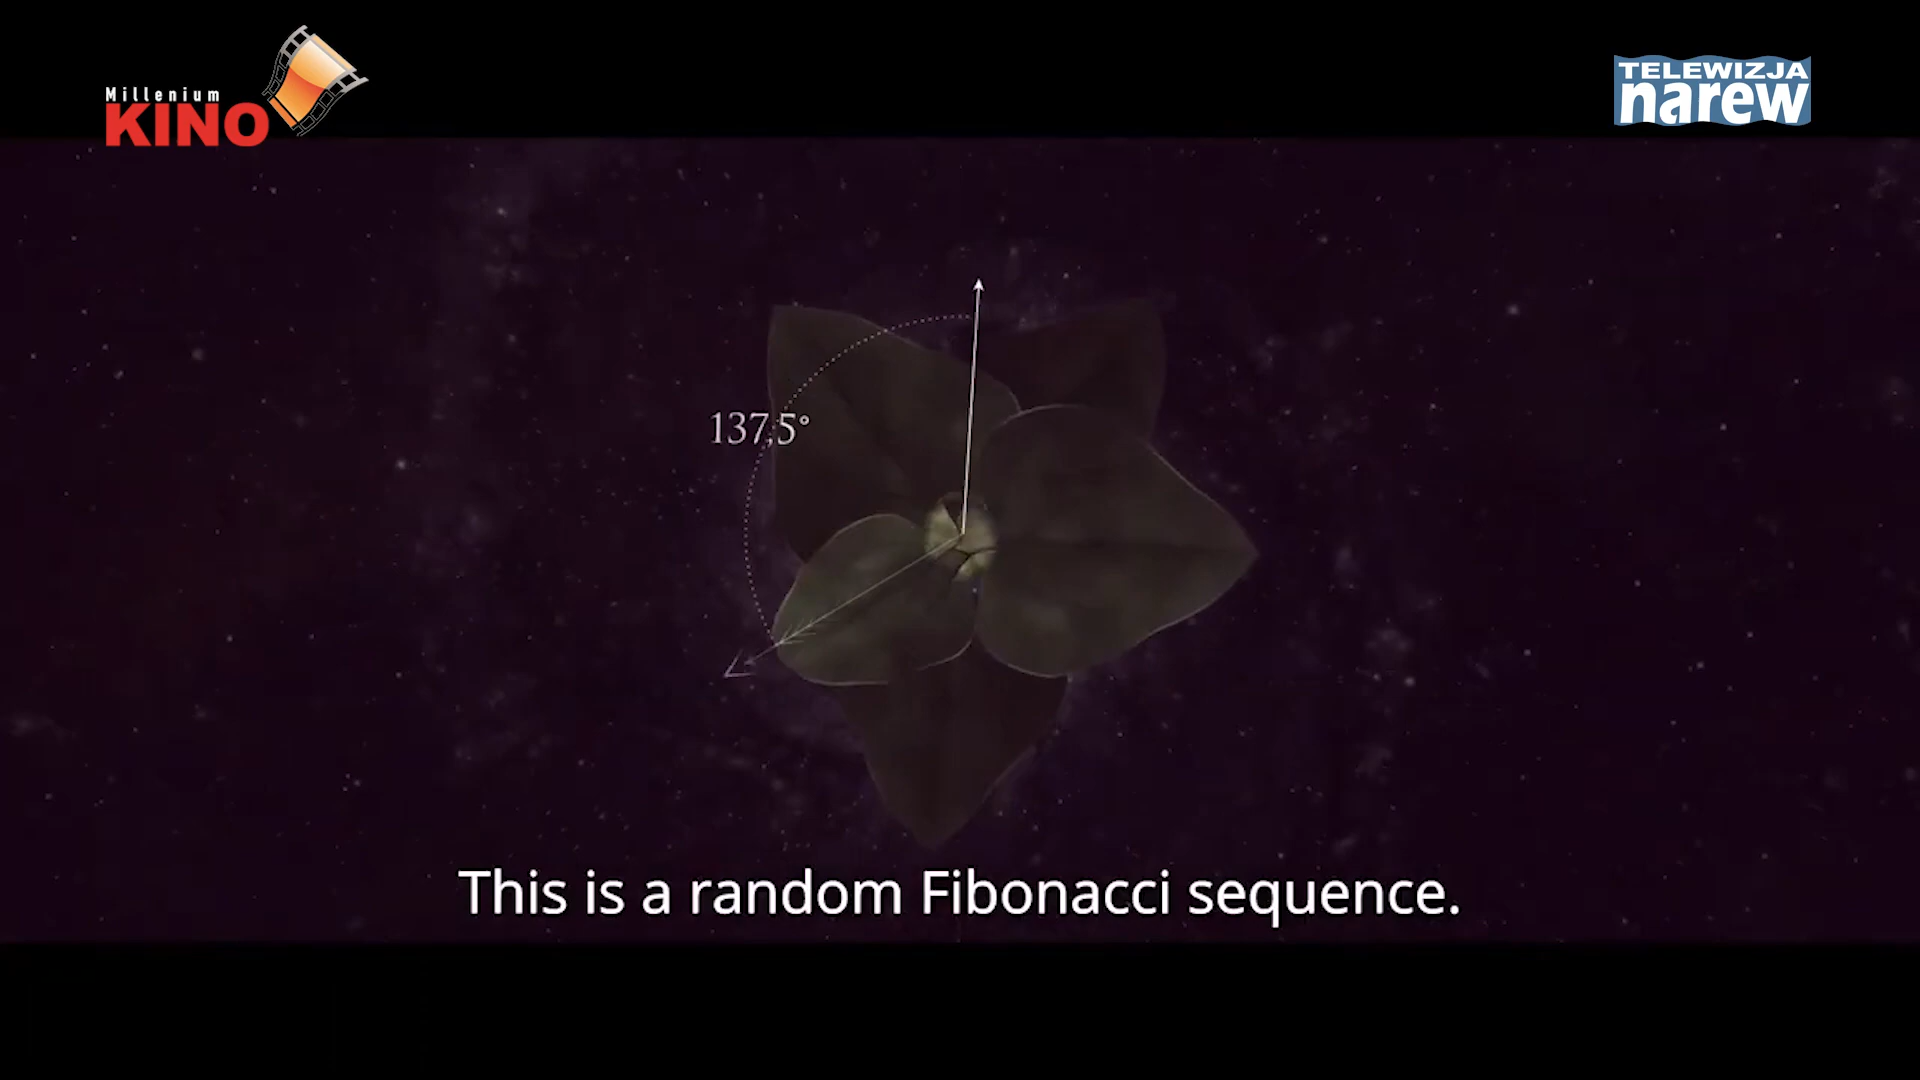 Millenium
KINO
TELEWIZJA
narew
137,5°
This is a random Fibonacci sequence.